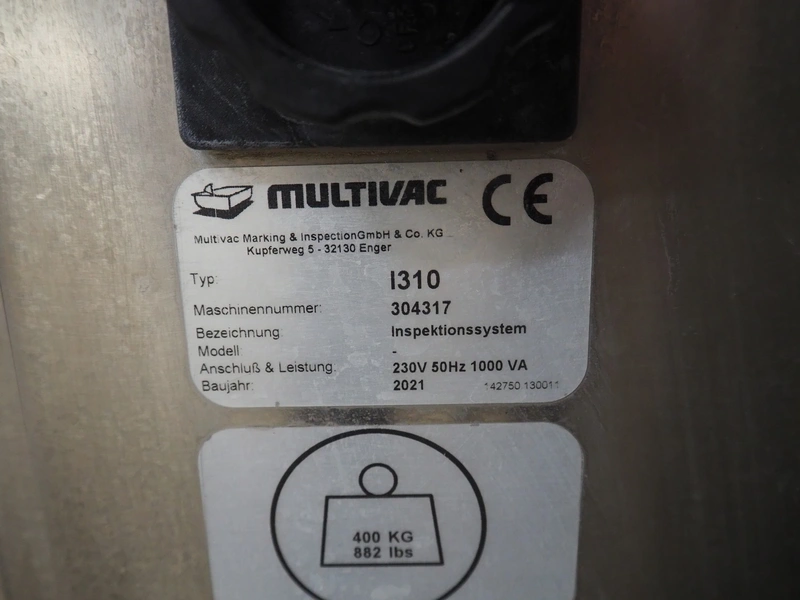 MULTIVAC CE
Multivac Marking & InspectionGmbH & Co. KG
Kupferweg 5 - 32130 Enger
Typ: I310
Maschinennummer: 304317
Bezeichnung: Inspektionssystem
Modell: -
Anschluß & Leistung: 230V 50Hz 1000 VA
Baujahr: 2021 142750 130011
400 KG
882 lbs